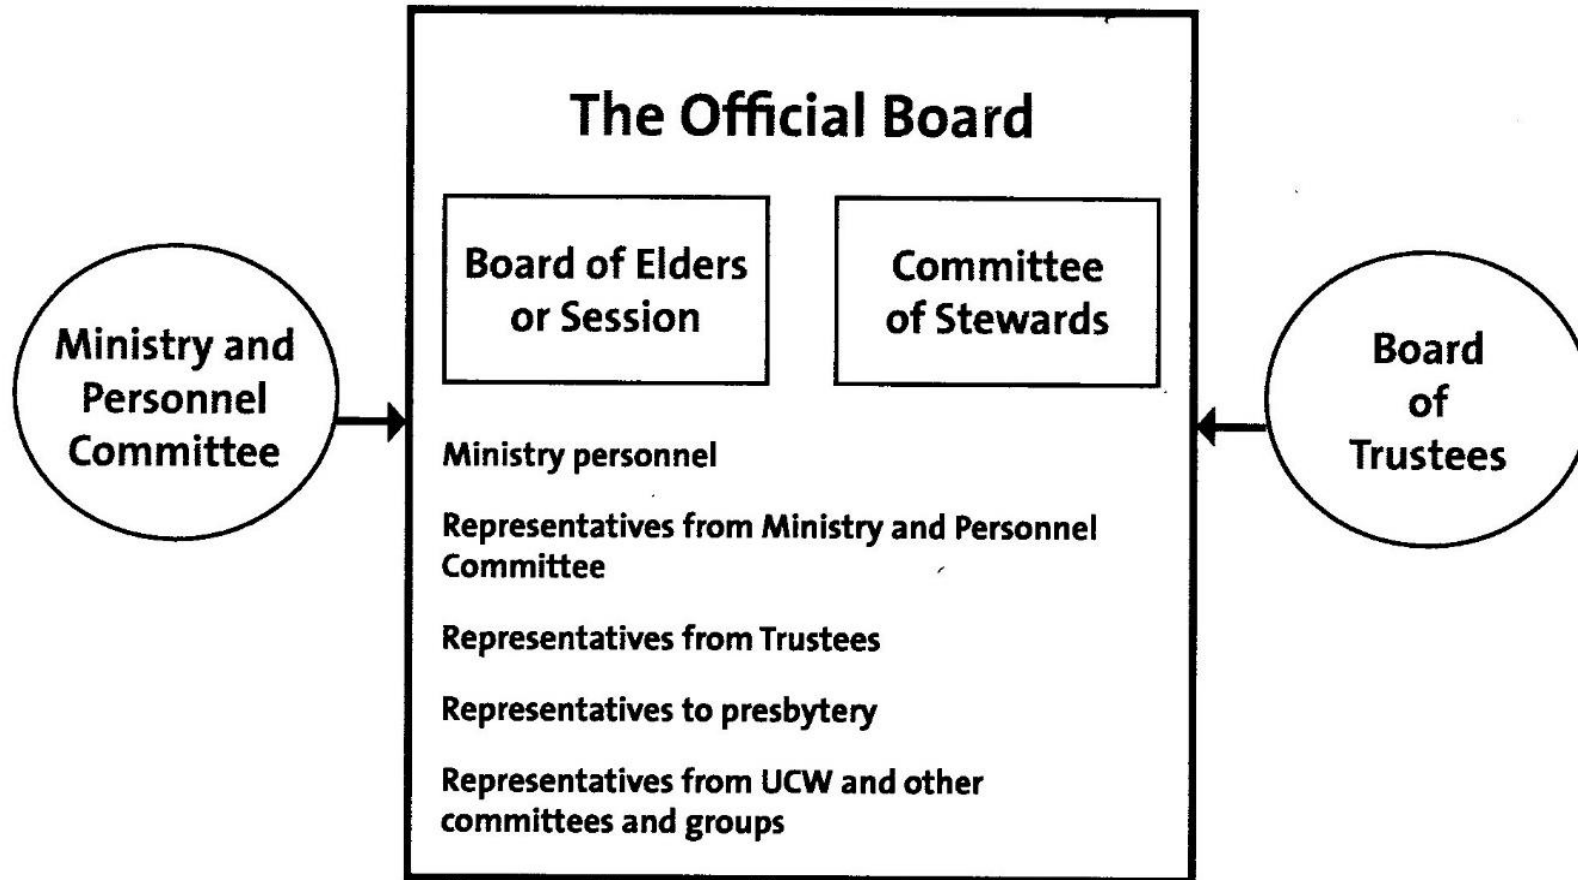 The Official Board
Board of Elders
or Session
Committee
of Stewards
Ministry and
Personnel
Committee
Board
of
Trustees
Ministry personnel
Representatives from Ministry and Personnel
Committee
Representatives from Trustees
Representatives to presbytery
Representatives from UCW and other
committees and groups